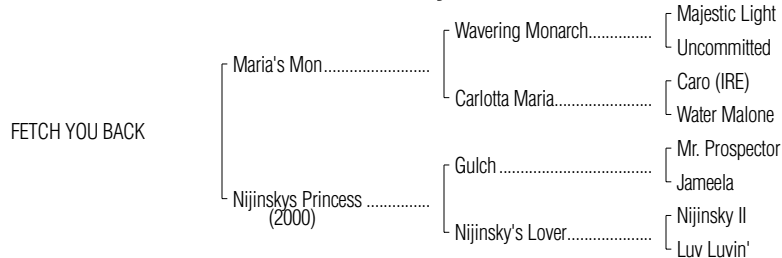 Majestic Light
Wavering Monarch...............
Uncommitted
Maria's Mon.........................
Caro (IRE)
Carlotta Maria.......................
Water Malone
FETCH YOU BACK
Mr. Prospector
Gulch ....................................
Jameela
Nijinskys Princess ...............
(2000)
Nijinsky II
Nijinsky's Lover....................
Luv Luvin'